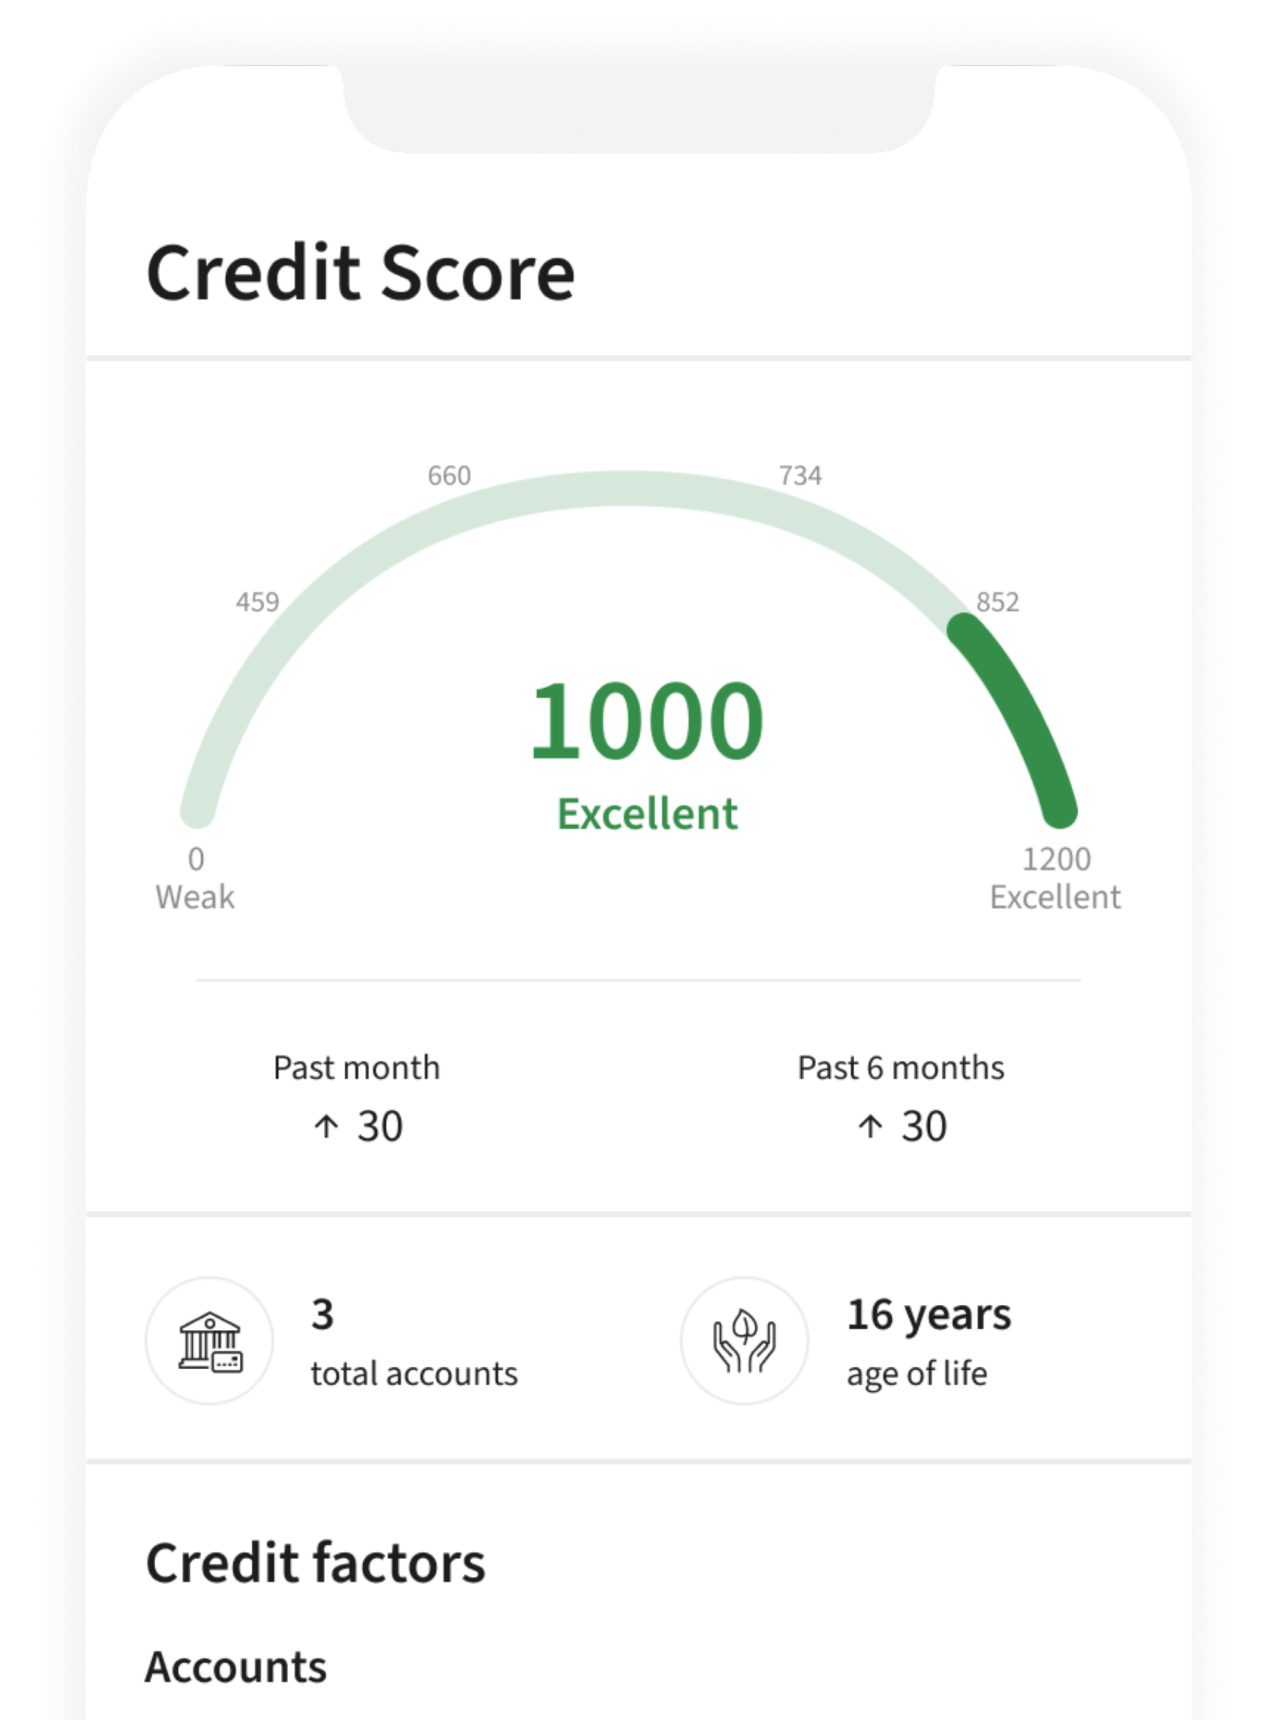 Credit Score
660
734
459
852
1000
Excellent
0
Weak
1200
Excellent
Past month
↑ 30
Past 6 months
↑ 30
3
total accounts
16 years
age of life
Credit factors
Accounts